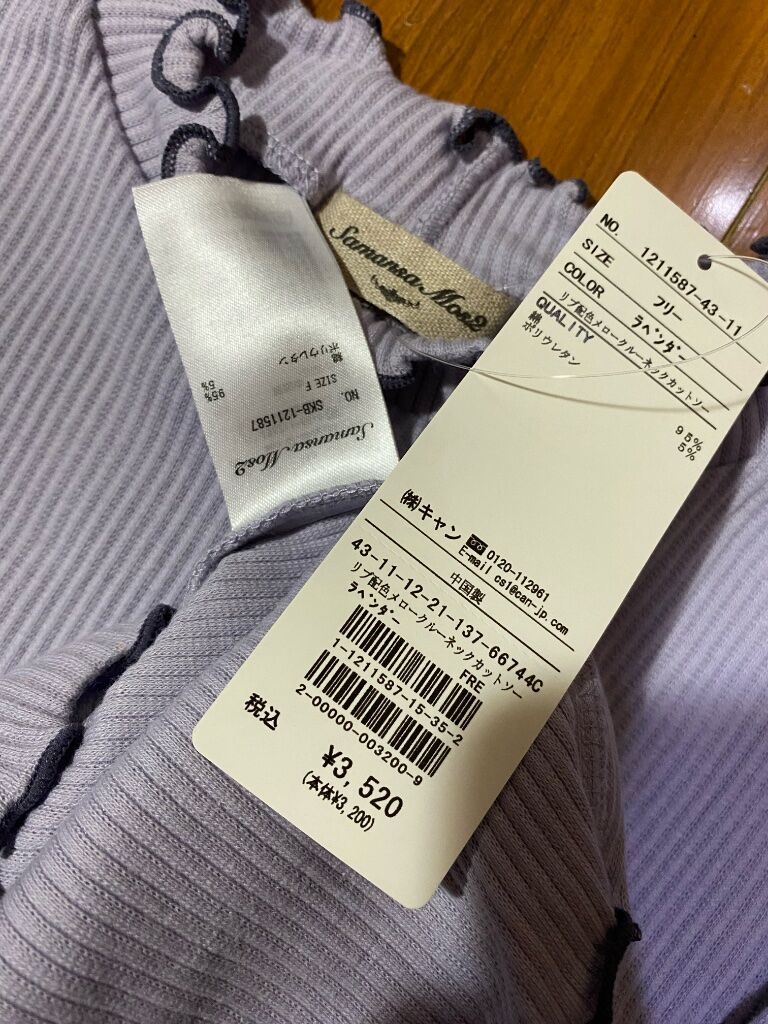 NO. 1211587-43-11
SIZE フリー
COLOR ラベンダー
リブ配色メロークルーネックカットソー
QUALITY
綿 95%
ポリウレタン 5%
㈱キャン 0120-112961
E-mail cs1@can-jp.com
中国製
43-11-12-21-137-66744C
リブ配色メロークルーネックカットソー
ラベンダー FRE
1-1211587-15-35-2
2-00000-003200-9
税込 ¥3,520
(本体¥3,200)
Samansa Mos2
Samansa Mos2
NO. SKB-1211587
SIZE F
綿 95%
ポリウレタン 5%